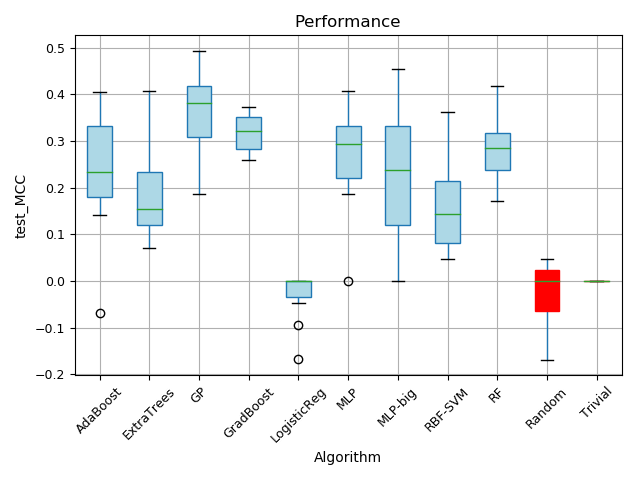 Performance
test_MCC
0.5
0.4
0.3
0.2
0.1
0.0
−0.1
−0.2
AdaBoost
ExtraTrees
GP
GradBoost
LogisticReg
MLP
MLP-big
RBF-SVM
RF
Random
Trivial
Algorithm